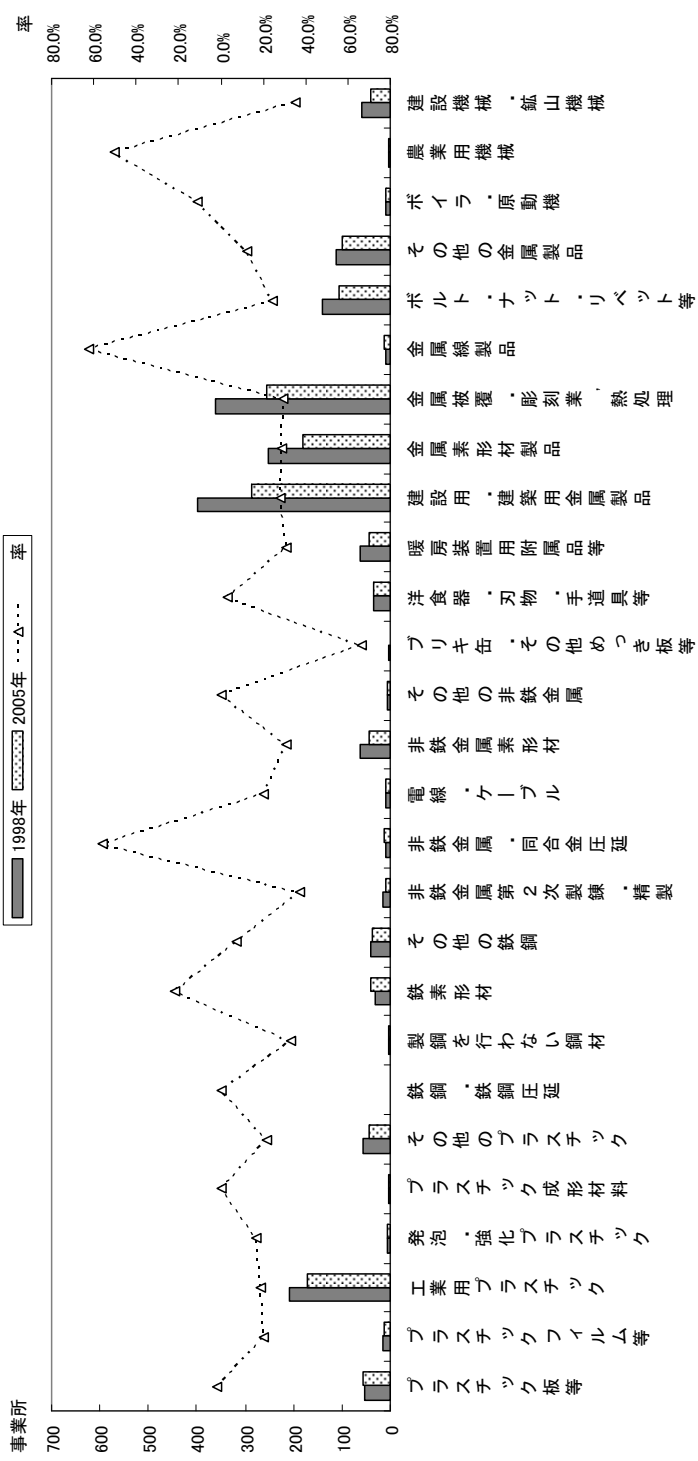 1998年 2005年 率
事業所
率
700
600
500
400
300
200
100
0
80.0%
60.0%
40.0%
20.0%
0.0%
20.0%
40.0%
60.0%
80.0%
プラスチック板等
プラスチックフィルム等
工業用プラスチック
発泡・強化プラスチック
プラスチック成形材料
その他のプラスチック
鉄鋼・鉄鋼圧延
製鋼を行わない鋼材
鉄素形材
その他の鉄鋼
非鉄金属第2次製錬・精製
非鉄金属・同合金圧延
電線・ケーブル
非鉄金属素形材
その他の非鉄金属
ブリキ缶・その他めっき板等
洋食器・刃物・手道具等
暖房装置用附属品等
建設用・建築用金属製品
金属素形材製品
金属被覆・彫刻業、熱処理
金属線製品
ボルト・ナット・リベット等
その他の金属製品
ボイラ・原動機
農業用機械
建設機械・鉱山機械